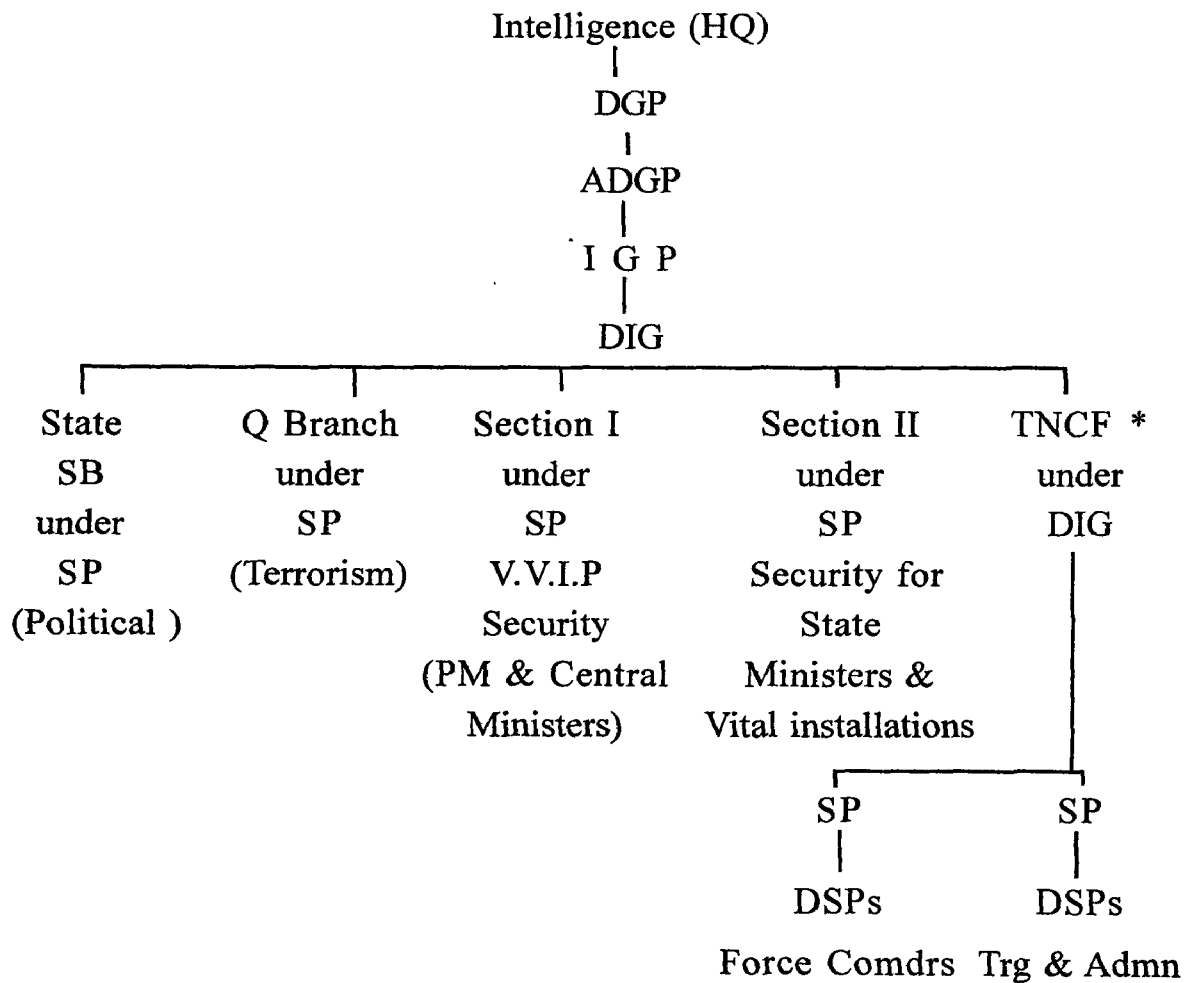 Intelligence (HQ)
DGP
ADGP
I G P
DIG
State
SB
under
SP
(Political )
Q Branch
under
SP
(Terrorism)
Section I
under
SP
V.V.I.P
Security
(PM & Central
Ministers)
Section II
under
SP
Security for
State
Ministers &
Vital installations
TNCF *
under
DIG
SP
DSPs
Force Comdrs
SP
DSPs
Trg & Admn